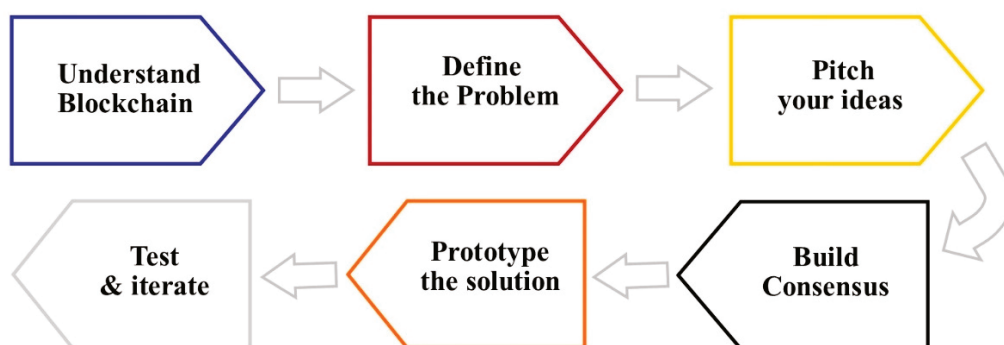 Understand
Blockchain
Define
the Problem
Pitch
your ideas
Build
Consensus
Prototype
the solution
Test
& iterate